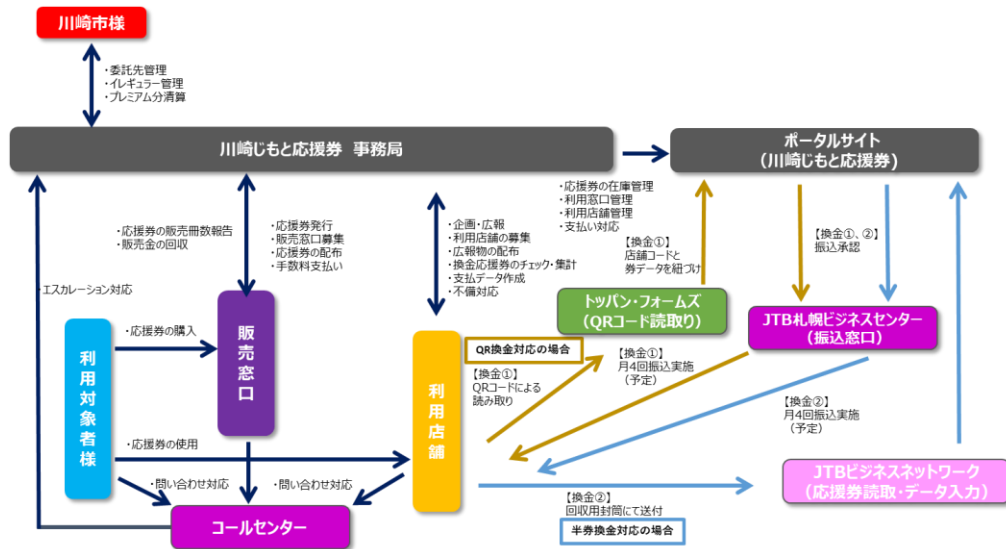 川崎市様
・委託先管理
・イレギュラー管理
・プレミアム分清算
川崎じもと応援券 事務局
ポータルサイト
(川崎じもと応援券)
・応援券の販売冊数報告
・販売金の回収
・応援券発行
・販売窓口募集
・応援券の配布
・手数料支払い
・企画・広報
・利用店舗の募集
・広報物の配布
・換金応援券のチェック・集計
・支払データ作成
・不備対応
・応援券の在庫管理
・利用窓口管理
・利用店舗管理
・支払い対応
【換金①】
店舗コードと
券データを紐づけ
【換金①、②】
振込承認
・エスカレーション対応
トッパン・フォームズ
(QRコード読取り)
JTB札幌ビジネスセンター
(振込窓口)
利用対象者様
・応援券の購入
販売窓口
利用店舗
QR換金対応の場合
【換金①】
QRコードによる
読み取り
【換金①】
月4回振込実施
(予定)
【換金②】
月4回振込実施
(予定)
・応援券の使用
・問い合わせ対応
・問い合わせ対応
コールセンター
JTBビジネスネットワーク
(応援券読取・データ入力)
【換金②】
回収用封筒にて送付
半券換金対応の場合